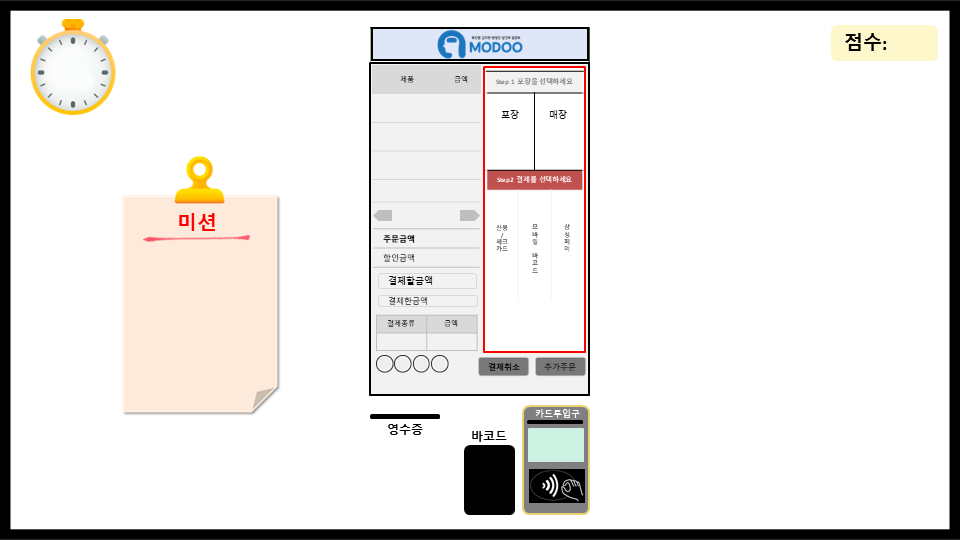 점수:
미션
MODOO
제품 금액
Step 1 포장을 선택하세요
포장 매장
Step2 결제를 선택하세요
신용
/
체크
카드
모바일 바코드
삼성페이
주문금액
할인금액
결제할금액
결제한금액
결제종류 금액
결제취소 추가주문
영수증
바코드
카드투입구